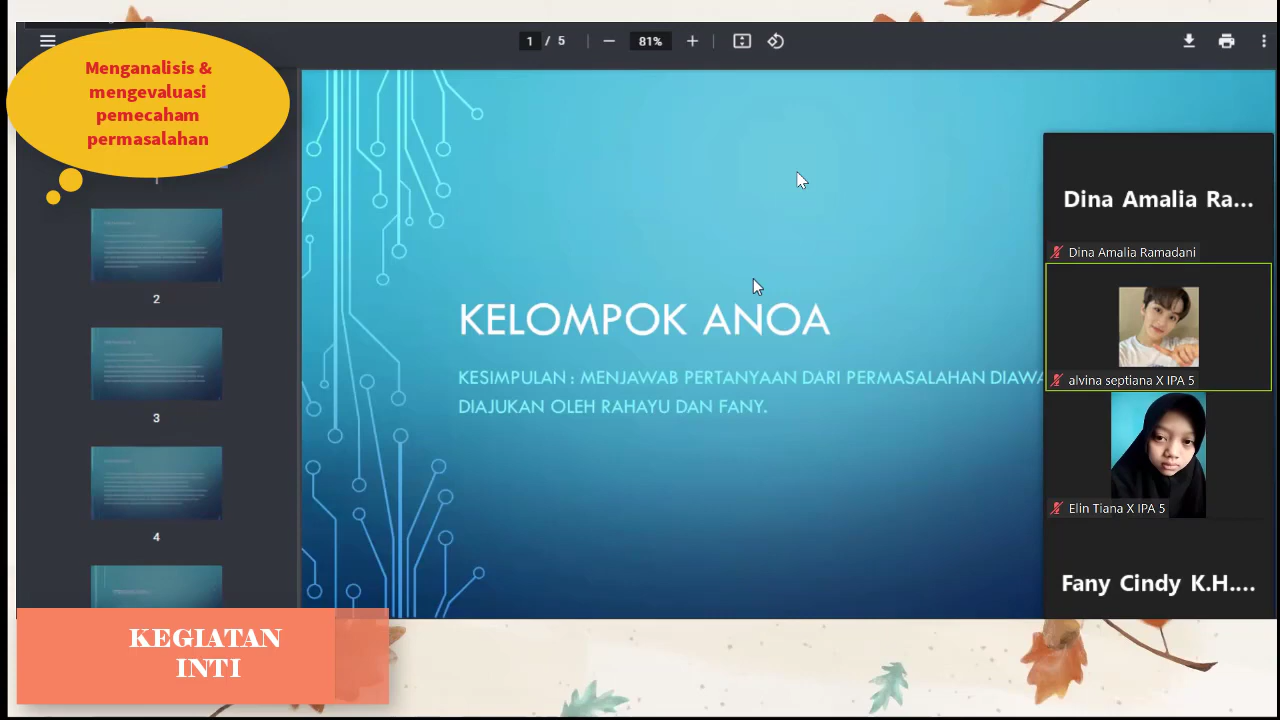 1 / 5
81%
Menganalisis &
mengevaluasi
pemecaham
permasalahan
1
2
3
4
KELOMPOK ANOA
KESIMPULAN : MENJAWAB PERTANYAAN DARI PERMASALAHAN DIAWA
DIAJUKAN OLEH RAHAYU DAN FANY.
Dina Amalia Ra...
Dina Amalia Ramadani
alvina septiana X IPA 5
Elin Tiana X IPA 5
Fany Cindy K.H....
KEGIATAN
INTI